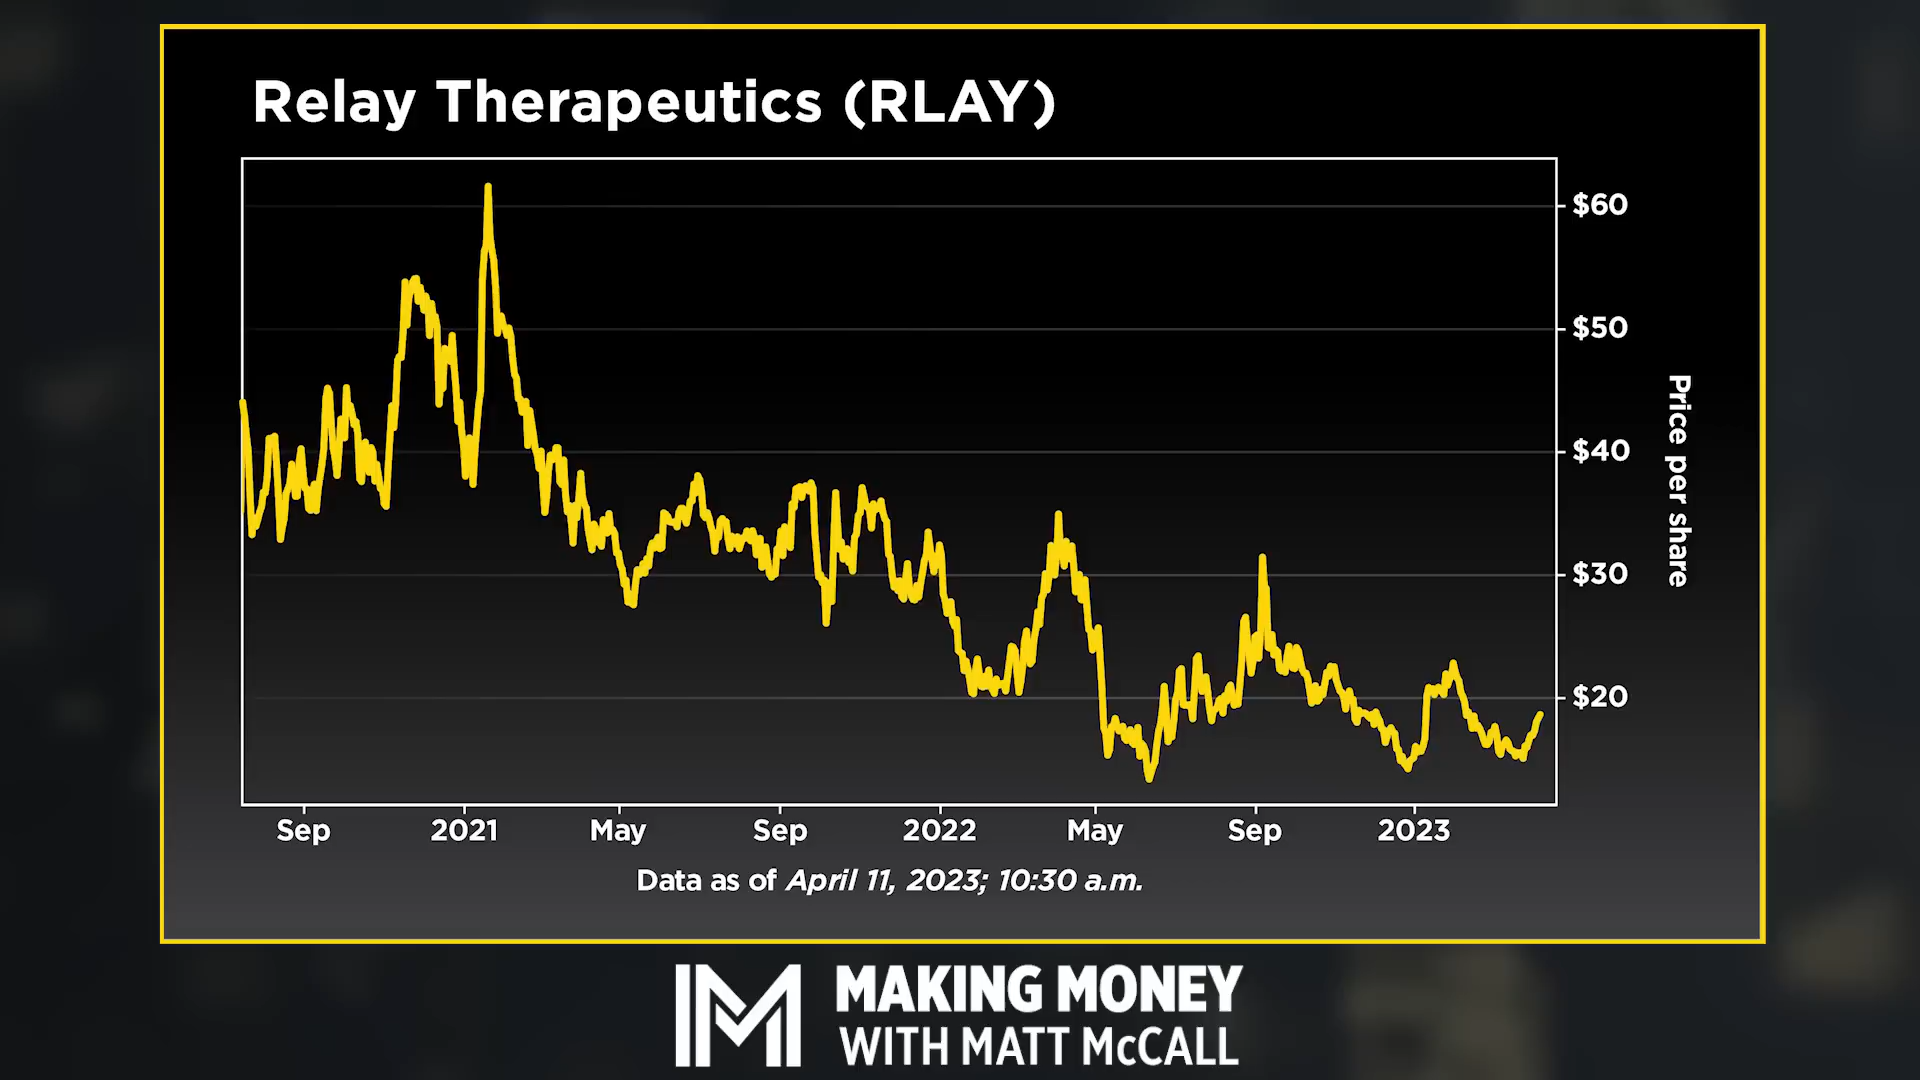 Relay Therapeutics (RLAY)
$60
$50
$40
$30
$20
Price per share
Sep
2021
May
Sep
2022
May
Sep
2023
Data as of April 11, 2023; 10:30 a.m.
MAKING MONEY
WITH MATT McCALL